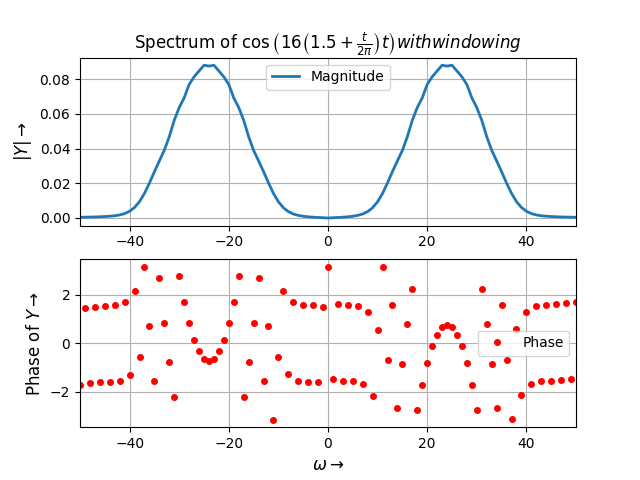 Spectrum of cos (16(1.5 + t/2π)t)withwindowing
|Y| →
0.08
0.06
0.04
0.02
0.00
Magnitude
−40 −20 0 20 40
Phase of Y →
2
0
−2
Phase
−40 −20 0 20 40
ω →